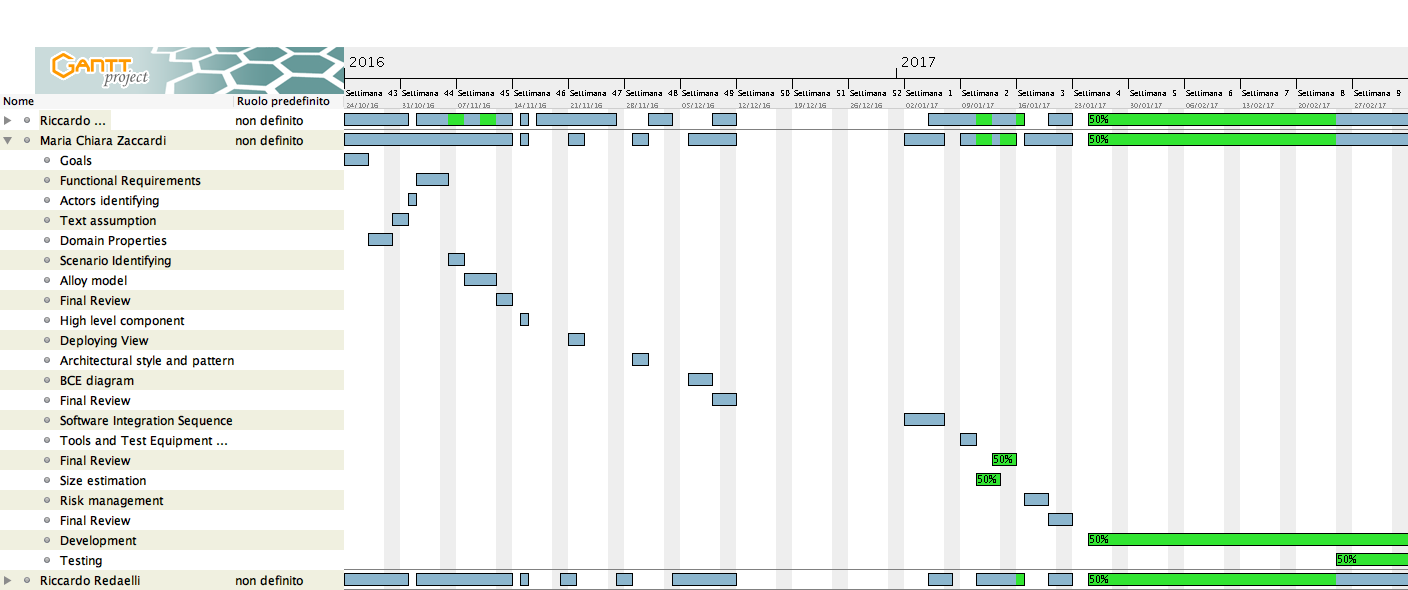 GANTT project
2016
2017
Settimana 43 Settimana 44 Settimana 45 Settimana 46 Settimana 47 Settimana 48 Settimana 49 Settimana 50 Settimana 51 Settimana 52 Settimana 1 Settimana 2 Settimana 3 Settimana 4 Settimana 5 Settimana 6 Settimana 7 Settimana 8 Settimana 9
Nome Ruolo predefinito
24/10/16 31/10/16 07/11/16 14/11/16 21/11/16 28/11/16 05/12/16 12/12/16 19/12/16 26/12/16 02/01/17 09/01/17 16/01/17 23/01/17 30/01/17 06/02/17 13/02/17 20/02/17 27/02/17
Riccardo ... non definito 50%
Maria Chiara Zaccardi non definito 50%
Goals
Functional Requirements
Actors identifying
Text assumption
Domain Properties
Scenario Identifying
Alloy model
Final Review
High level component
Deploying View
Architectural style and pattern
BCE diagram
Final Review
Software Integration Sequence
Tools and Test Equipment ...
Final Review 50%
Size estimation 50%
Risk management
Final Review
Development 50%
Testing 50%
Riccardo Redaelli non definito 50%